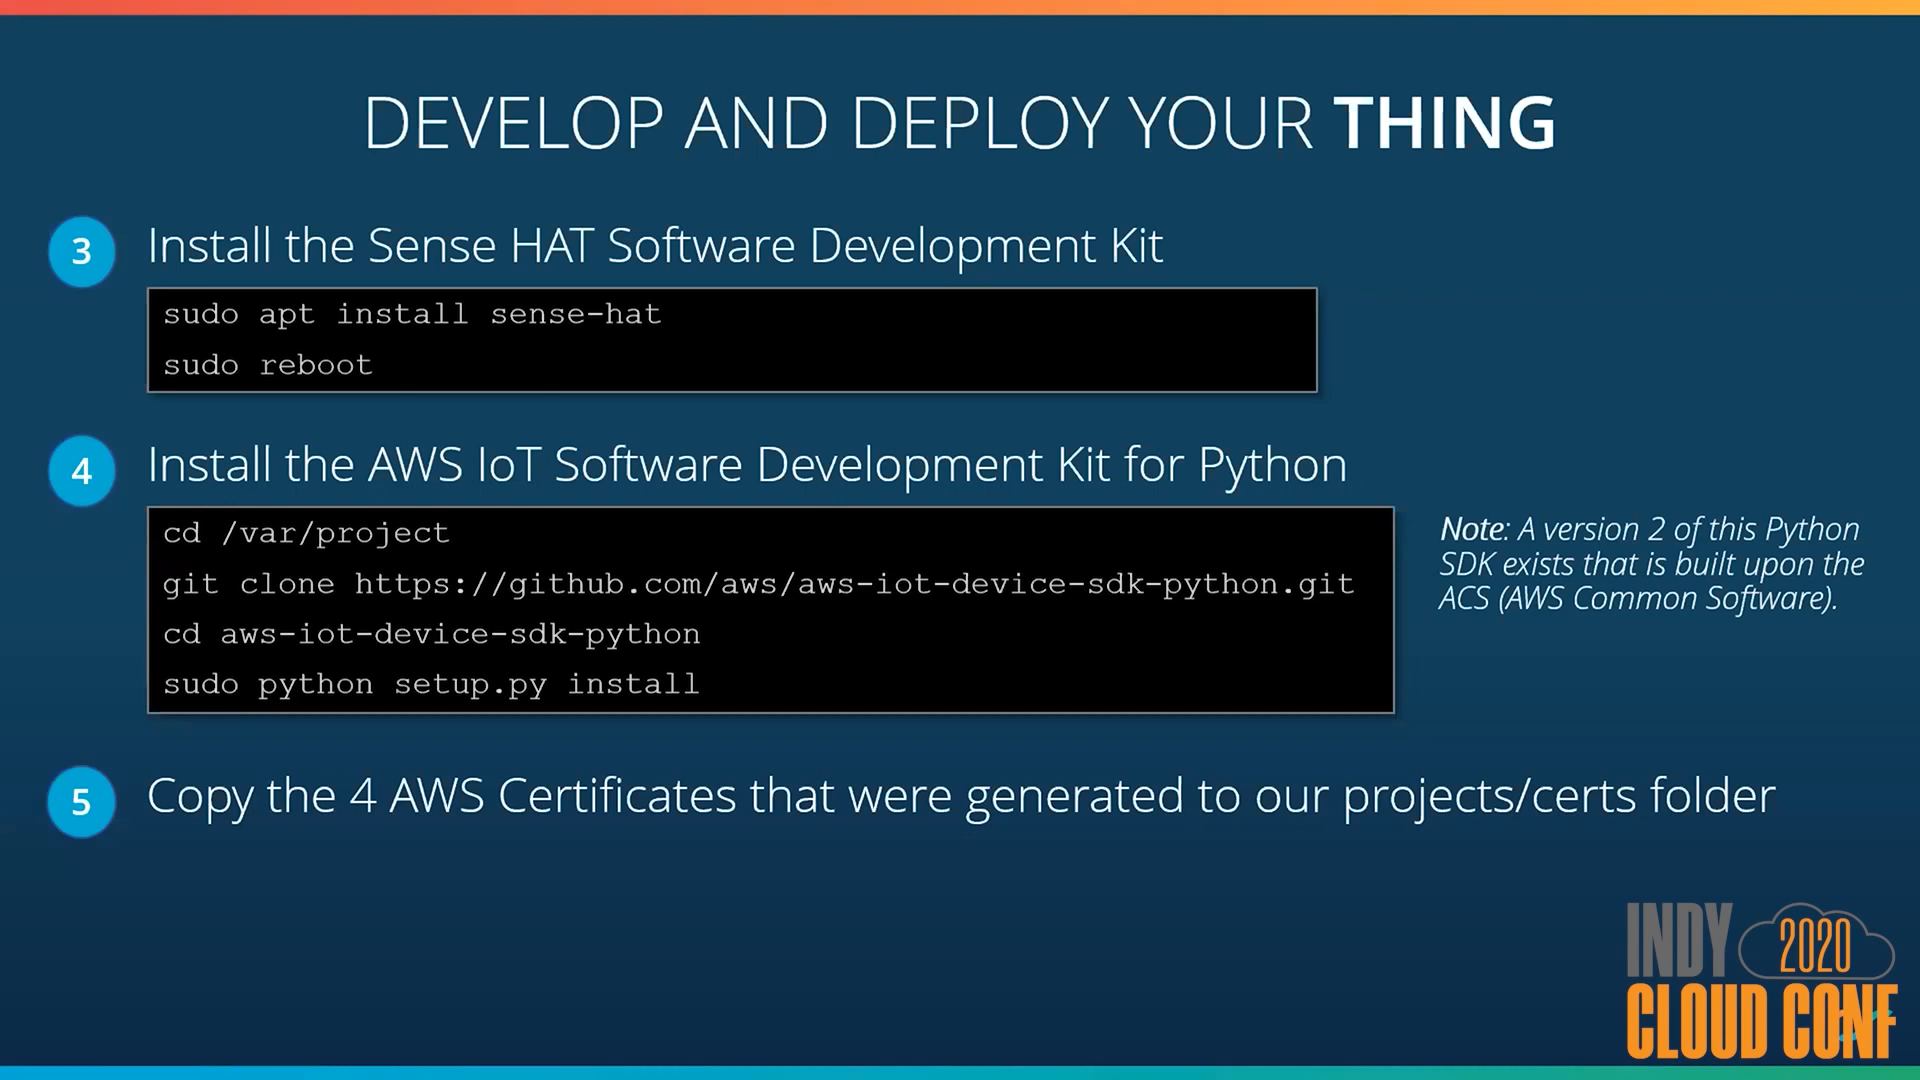 DEVELOP AND DEPLOY YOUR THING
3 Install the Sense HAT Software Development Kit
sudo apt install sense-hat
sudo reboot
4 Install the AWS IoT Software Development Kit for Python
cd /var/project
git clone https://github.com/aws/aws-iot-device-sdk-python.git
cd aws-iot-device-sdk-python
sudo python setup.py install
Note: A version 2 of this Python
SDK exists that is built upon the
ACS (AWS Common Software).
5 Copy the 4 AWS Certificates that were generated to our projects/certs folder
INDY 2020
CLOUD CONF